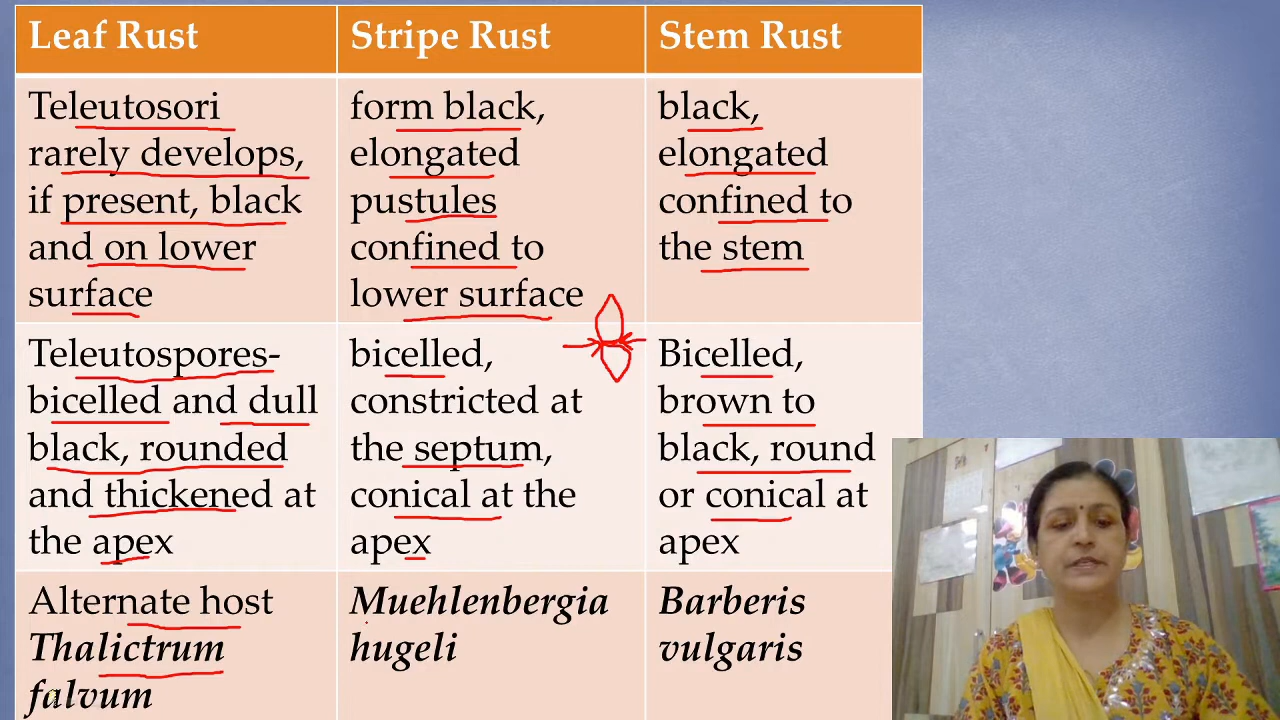 Leaf Rust
Stripe Rust
Stem Rust
Teleutosori
rarely develops,
if present, black
and on lower
surface
form black,
elongated
pustules
confined to
lower surface
black,
elongated
confined to
the stem
Teleutospores-
bicelled and dull
black, rounded
and thickened at
the apex
bicelled,
constricted at
the septum,
conical at the
apex
Bicelled,
brown to
black, round
or conical at
apex
Alternate host
Thalictrum
falvum
Muehlenbergia
hugeli
Barberis
vulgaris